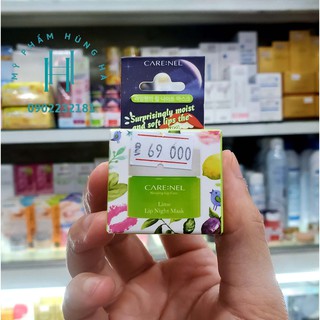 MỸ PHẨM HÙNG HÀ
H
0902212181
CARE:NEL
Surprisingly moist
and soft lips the
69 000
CARE:NEL
Lime
Lip Night Mask